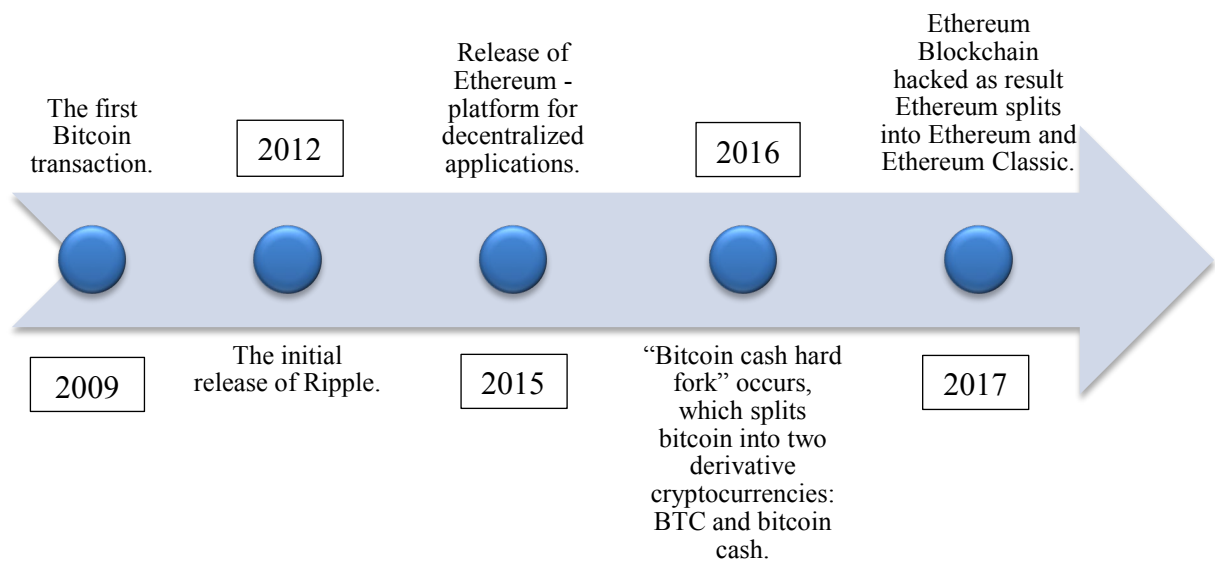 The first
Bitcoin
transaction.
2009
2012
The initial
release of Ripple.
Release of
Ethereum -
platform for
decentralized
applications.
2015
2016
“Bitcoin cash hard
fork” occurs,
which splits
bitcoin into two
derivative
cryptocurrencies:
BTC and bitcoin
cash.
Ethereum
Blockchain
hacked as result
Ethereum splits
into Ethereum and
Ethereum Classic.
2017